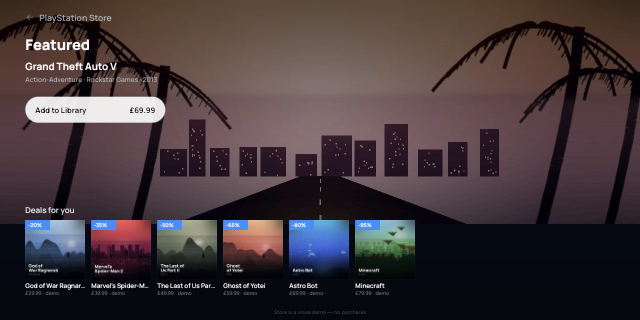 ← PlayStation Store
Featured
Grand Theft Auto V
Action-Adventure · Rockstar Games · 2013
Add to Library £69.99
Deals for you
-20% -35% -50% -65% -80% -95%
God of
War Ragnarök
Marvel's
Spider-Man 2
The Last of
Us Part II
Ghost
of Yotei
Astro Bot
Minecraft
God of War Ragnar... Marvel's Spider-M... The Last of Us Par... Ghost of Yotei Astro Bot Minecraft
£29.99 · demo £39.99 · demo £49.99 · demo £59.99 · demo £69.99 · demo £79.99 · demo
Store is a visual demo — no purchases